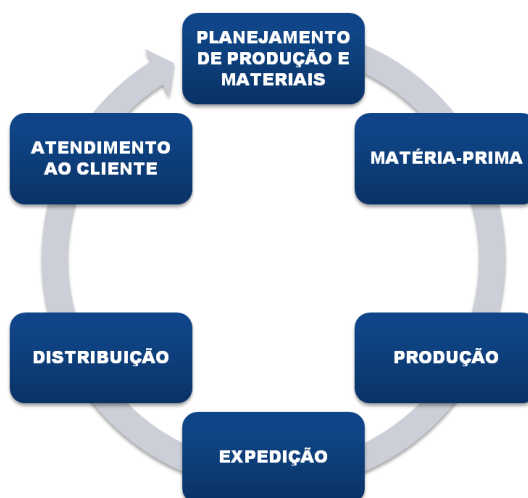 PLANEJAMENTO
DE PRODUÇÃO E
MATERIAIS
MATÉRIA-PRIMA
PRODUÇÃO
EXPEDIÇÃO
DISTRIBUIÇÃO
ATENDIMENTO
AO CLIENTE